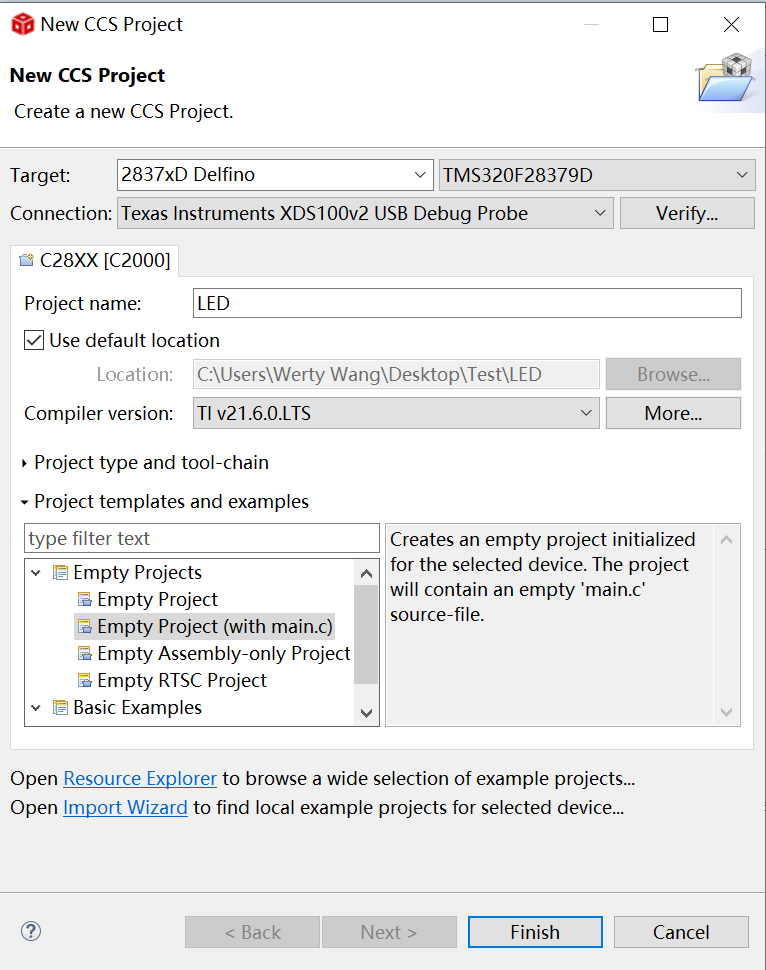 New CCS Project
New CCS Project
Create a new CCS Project.
Target: 2837xD Delfino TMS320F28379D
Connection: Texas Instruments XDS100v2 USB Debug Probe Verify...
C28XX [C2000]
Project name: LED
Use default location
Location: C:\Users\Werty Wang\Desktop\Test\LED Browse...
Compiler version: TI v21.6.0.LTS More...
Project type and tool-chain
Project templates and examples
type filter text
Empty Projects
Empty Project
Empty Project (with main.c)
Empty Assembly-only Project
Empty RTSC Project
Basic Examples
Creates an empty project initialized
for the selected device. The project
will contain an empty 'main.c'
source-file.
Open Resource Explorer to browse a wide selection of example projects...
Open Import Wizard to find local example projects for selected device...
? < Back Next > Finish Cancel